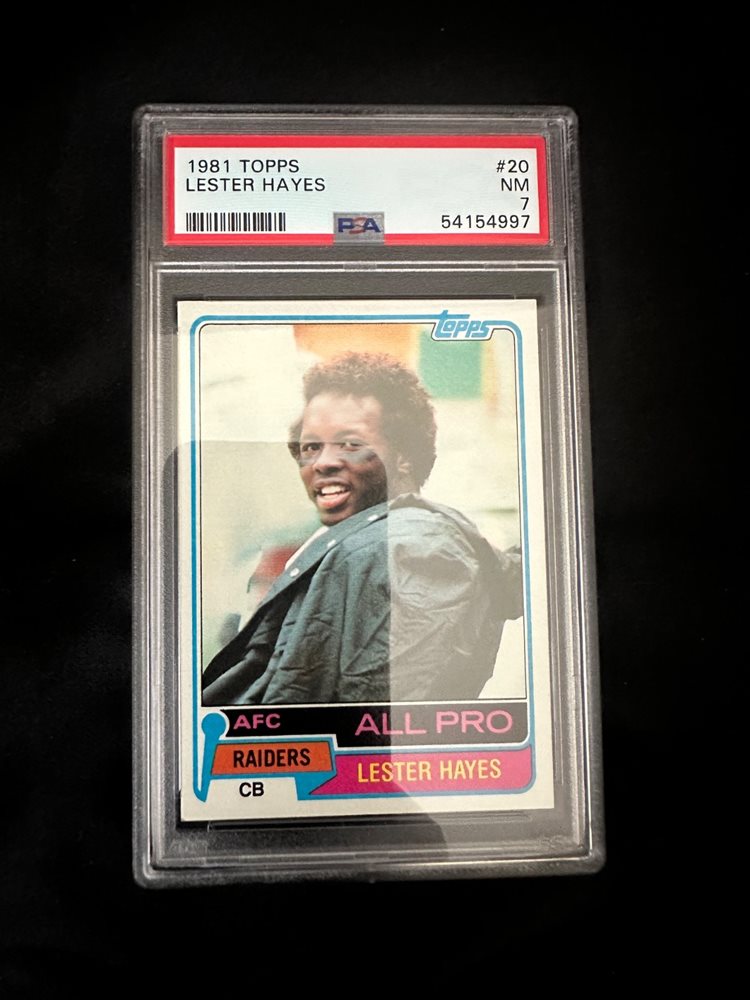 1981 TOPPS #20
LESTER HAYES NM
7
PSA 54154997
TOPPS
AFC ALL PRO
RAIDERS
LESTER HAYES
CB